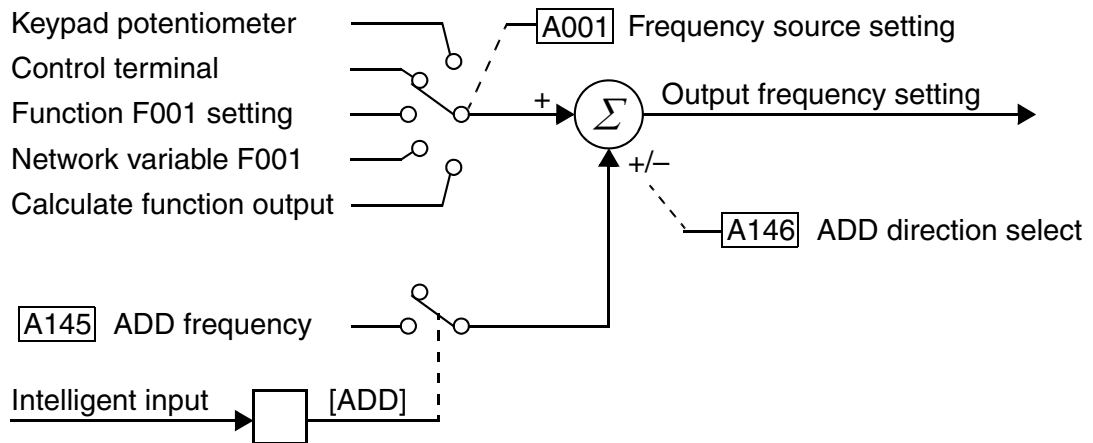 Keypad potentiometer
A001 Frequency source setting
Control terminal
Function F001 setting
+
Σ
Output frequency setting
Network variable F001
+/–
Calculate function output
A146 ADD direction select
A145 ADD frequency
Intelligent input
[ADD]